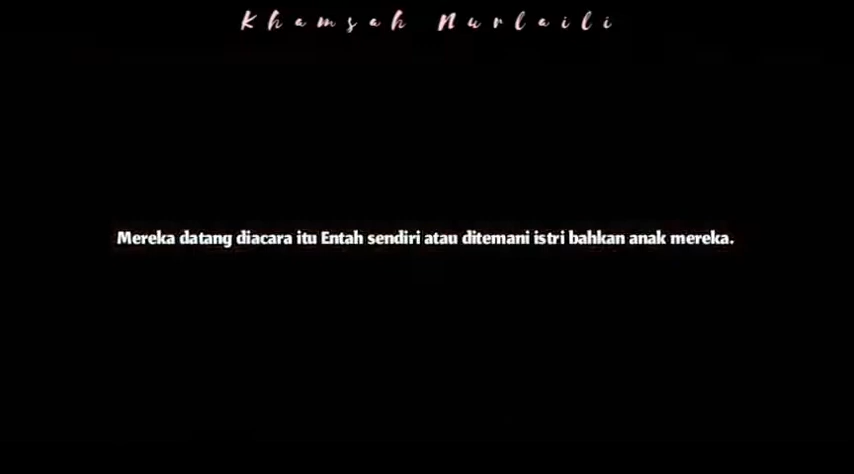 Khamsah Nurlaili
Mereka datang diacara itu Entah sendiri atau ditemani istri bahkan anak mereka.